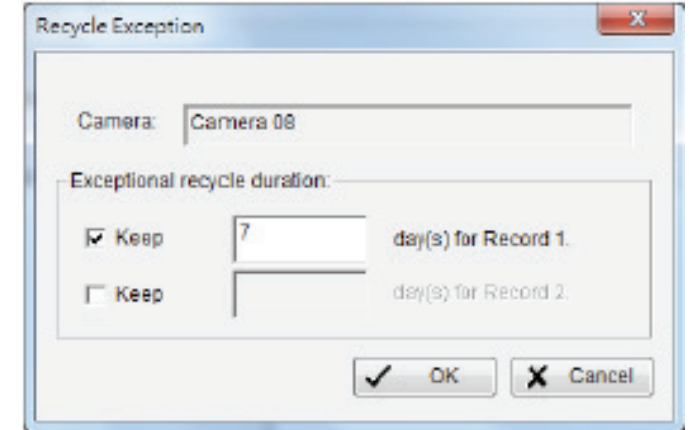 Recycle Exception
Camera: Camera 08
Exceptional recycle duration:
Keep 7 day(s) for Record 1.
Keep day(s) for Record 2.
OK Cancel